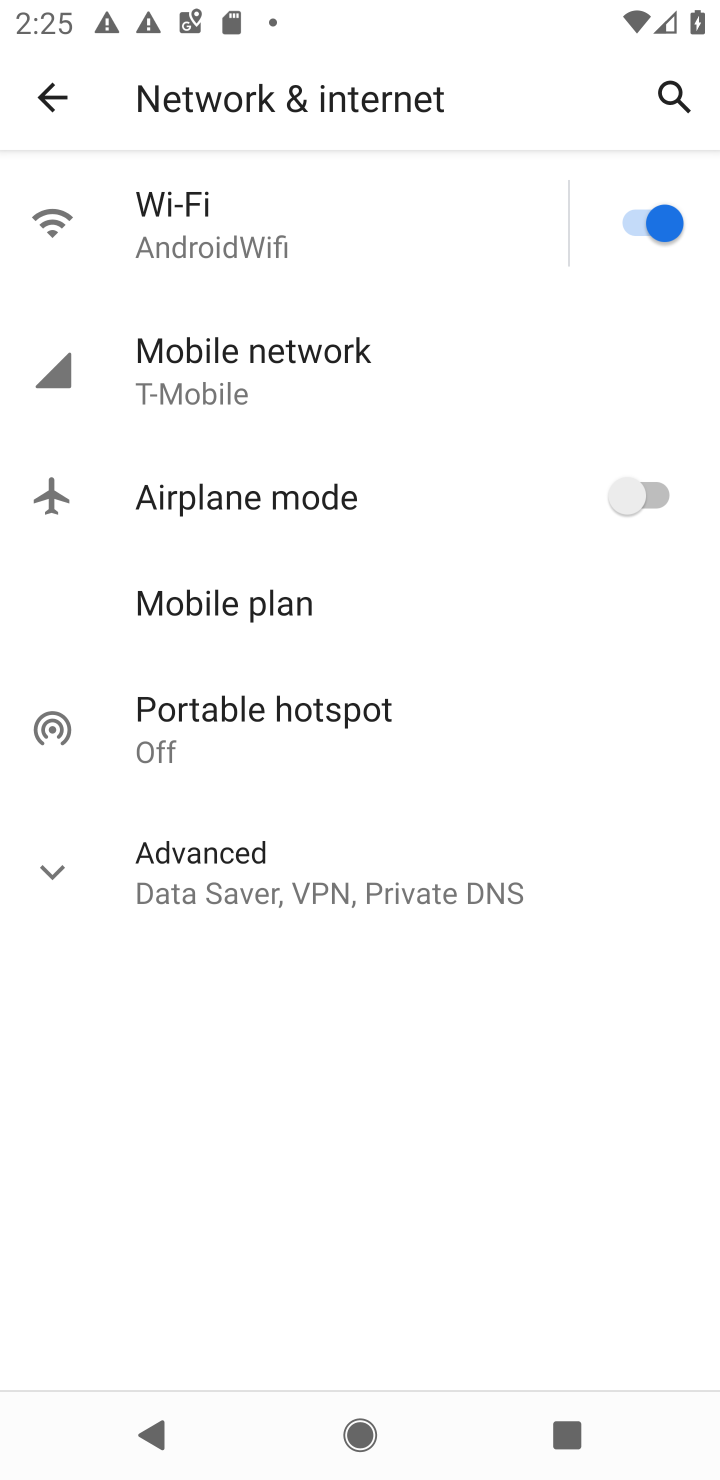 2:25
Network & internet
Wi-Fi
AndroidWifi
Mobile network
T-Mobile
Airplane mode
Mobile plan
Portable hotspot
Off
Advanced
Data Saver, VPN, Private DNS